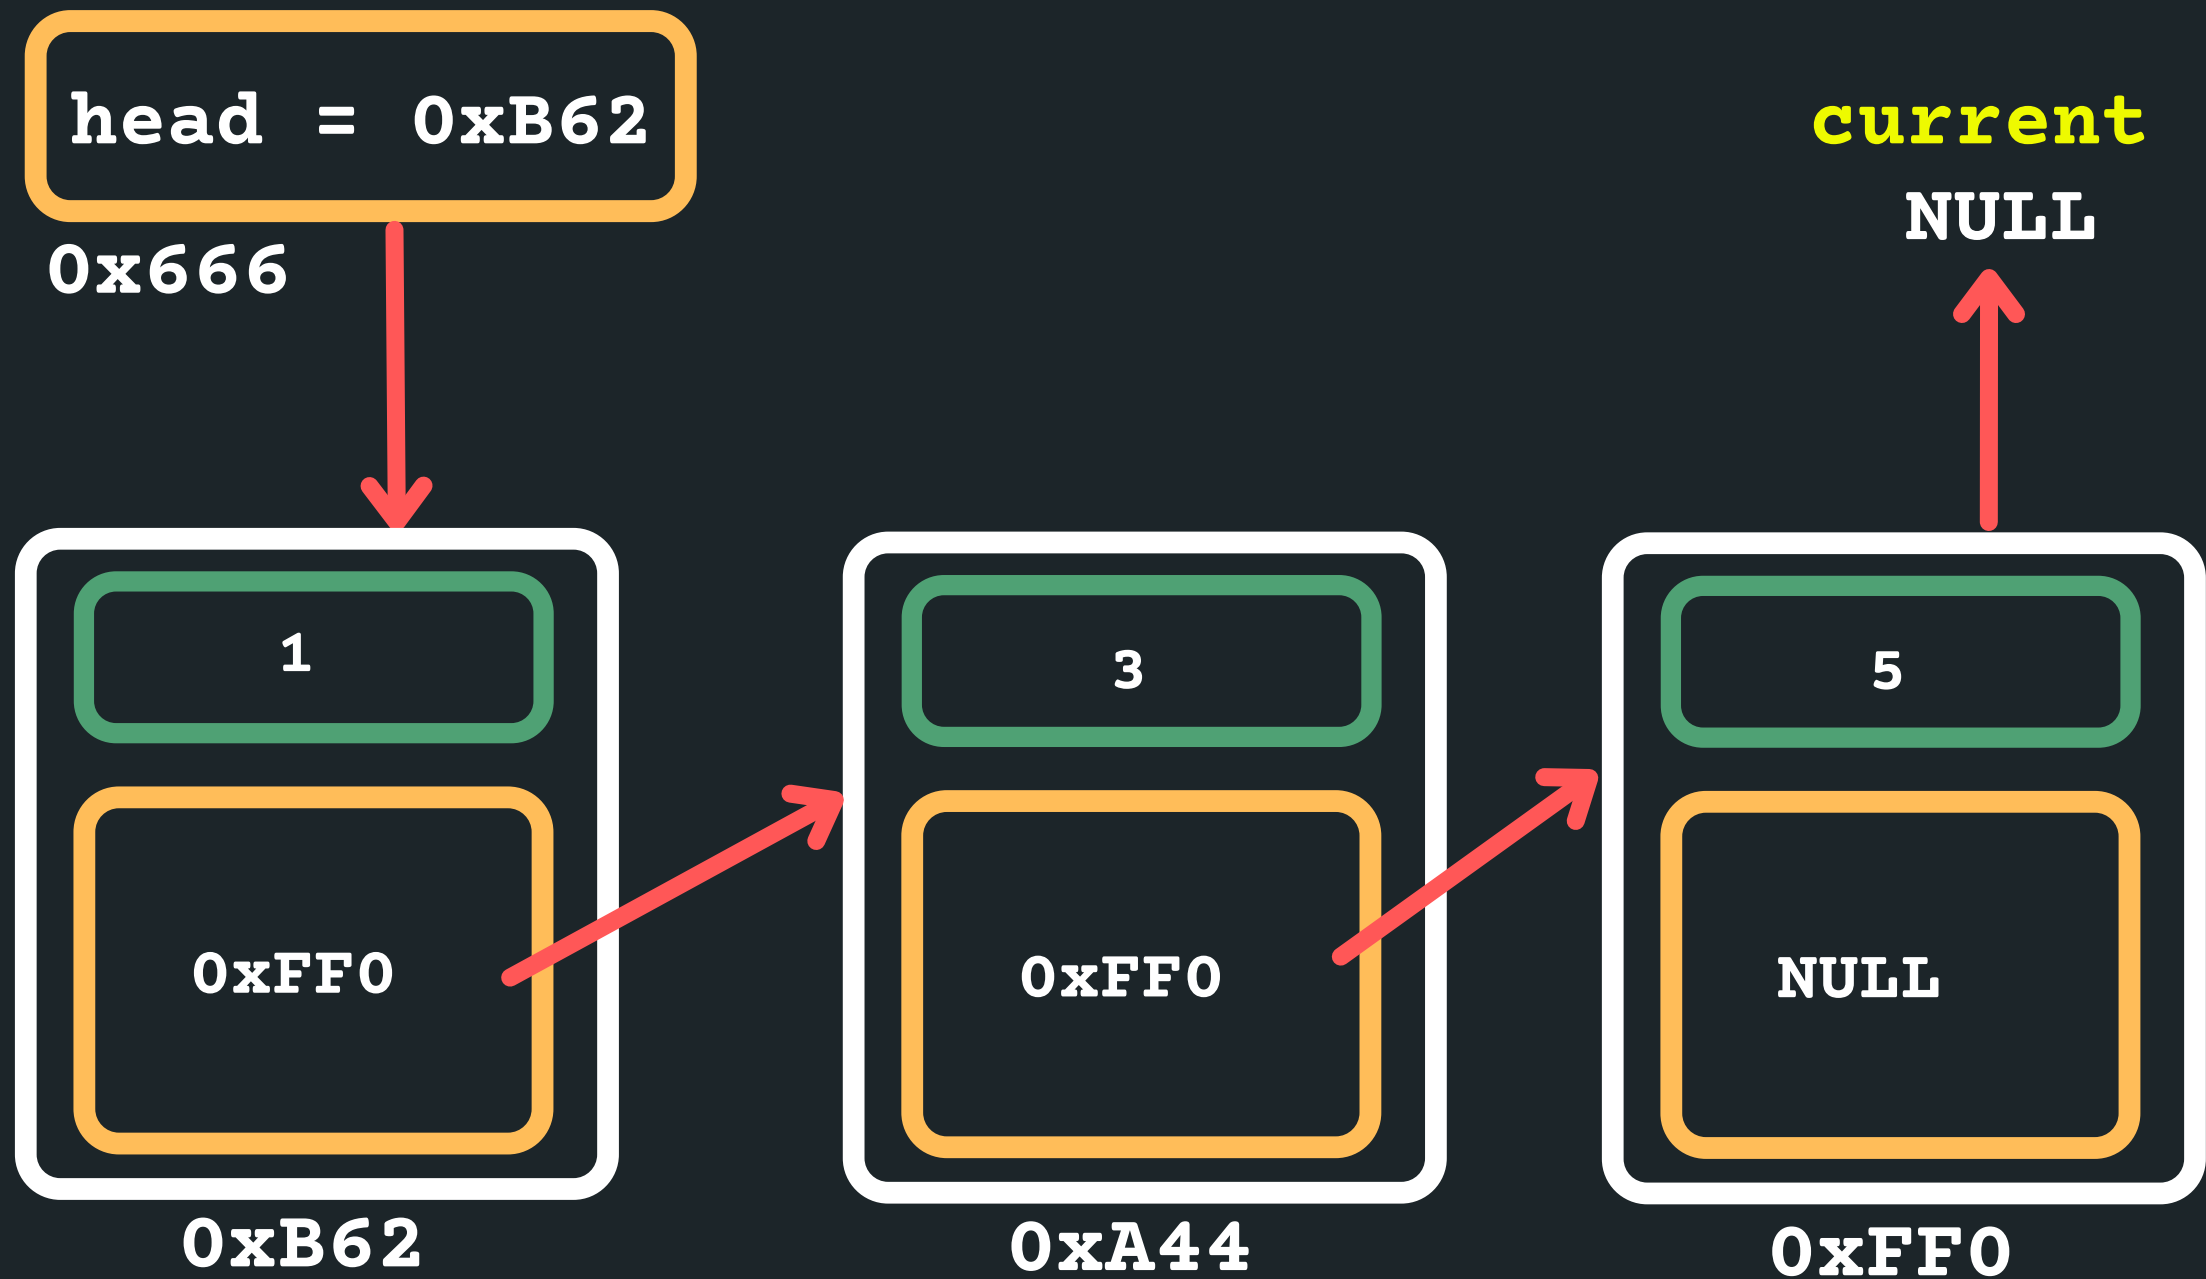 head = 0xB62
0x666
current
NULL
1
0xFF0
0xB62
3
0xFF0
0xA44
5
NULL
0xFF0